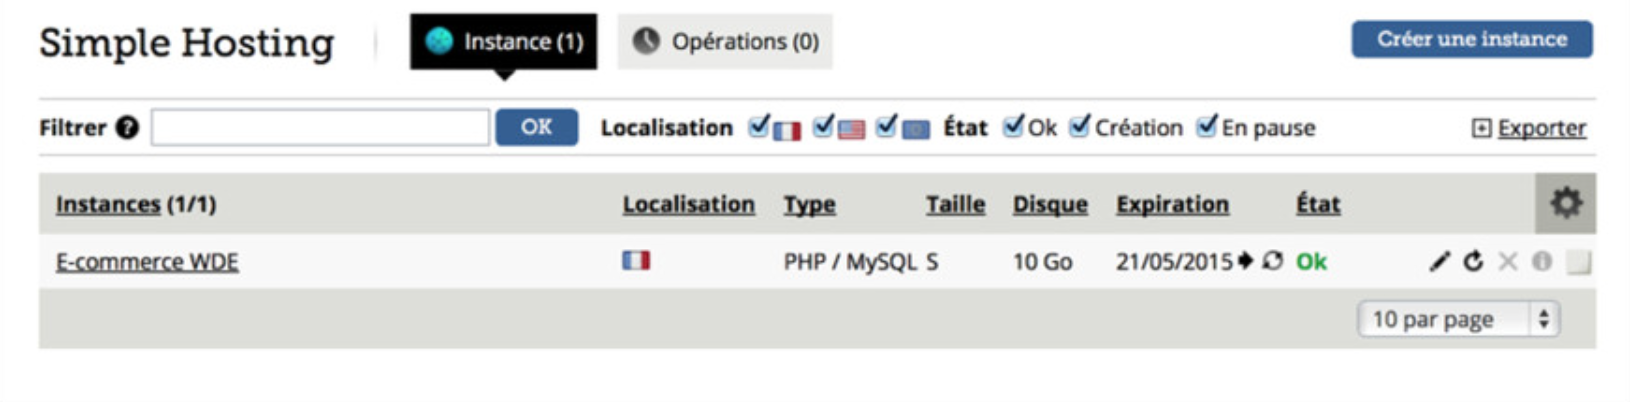 Simple Hosting Instance (1) Opérations (0) Créer une instance
Filtrer ? OK Localisation État Ok Création En pause Exporter
Instances (1/1) Localisation Type Taille Disque Expiration État
E-commerce WDE PHP / MySQL S 10 Go 21/05/2015 Ok
10 par page